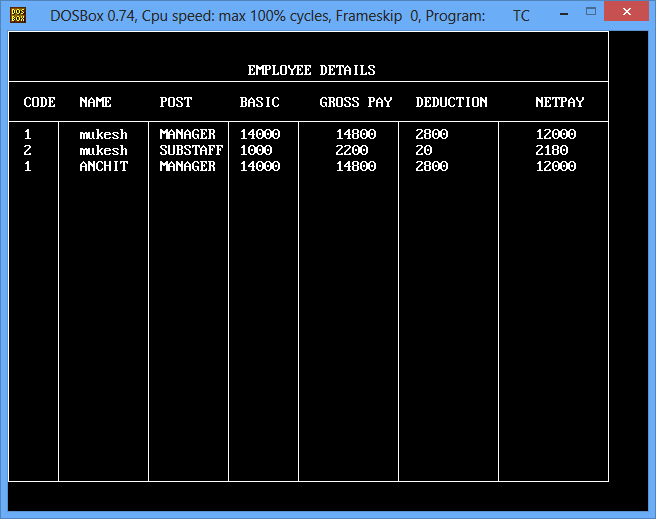 DOS BOX DOSBox 0.74, Cpu speed: max 100% cycles, Frameskip 0, Program: TC
EMPLOYEE DETAILS
CODE NAME POST BASIC GROSS PAY DEDUCTION NETPAY
1 mukesh MANAGER 14000 14800 2800 12000
2 mukesh SUBSTAFF 1000 2200 20 2180
1 ANCHIT MANAGER 14000 14800 2800 12000